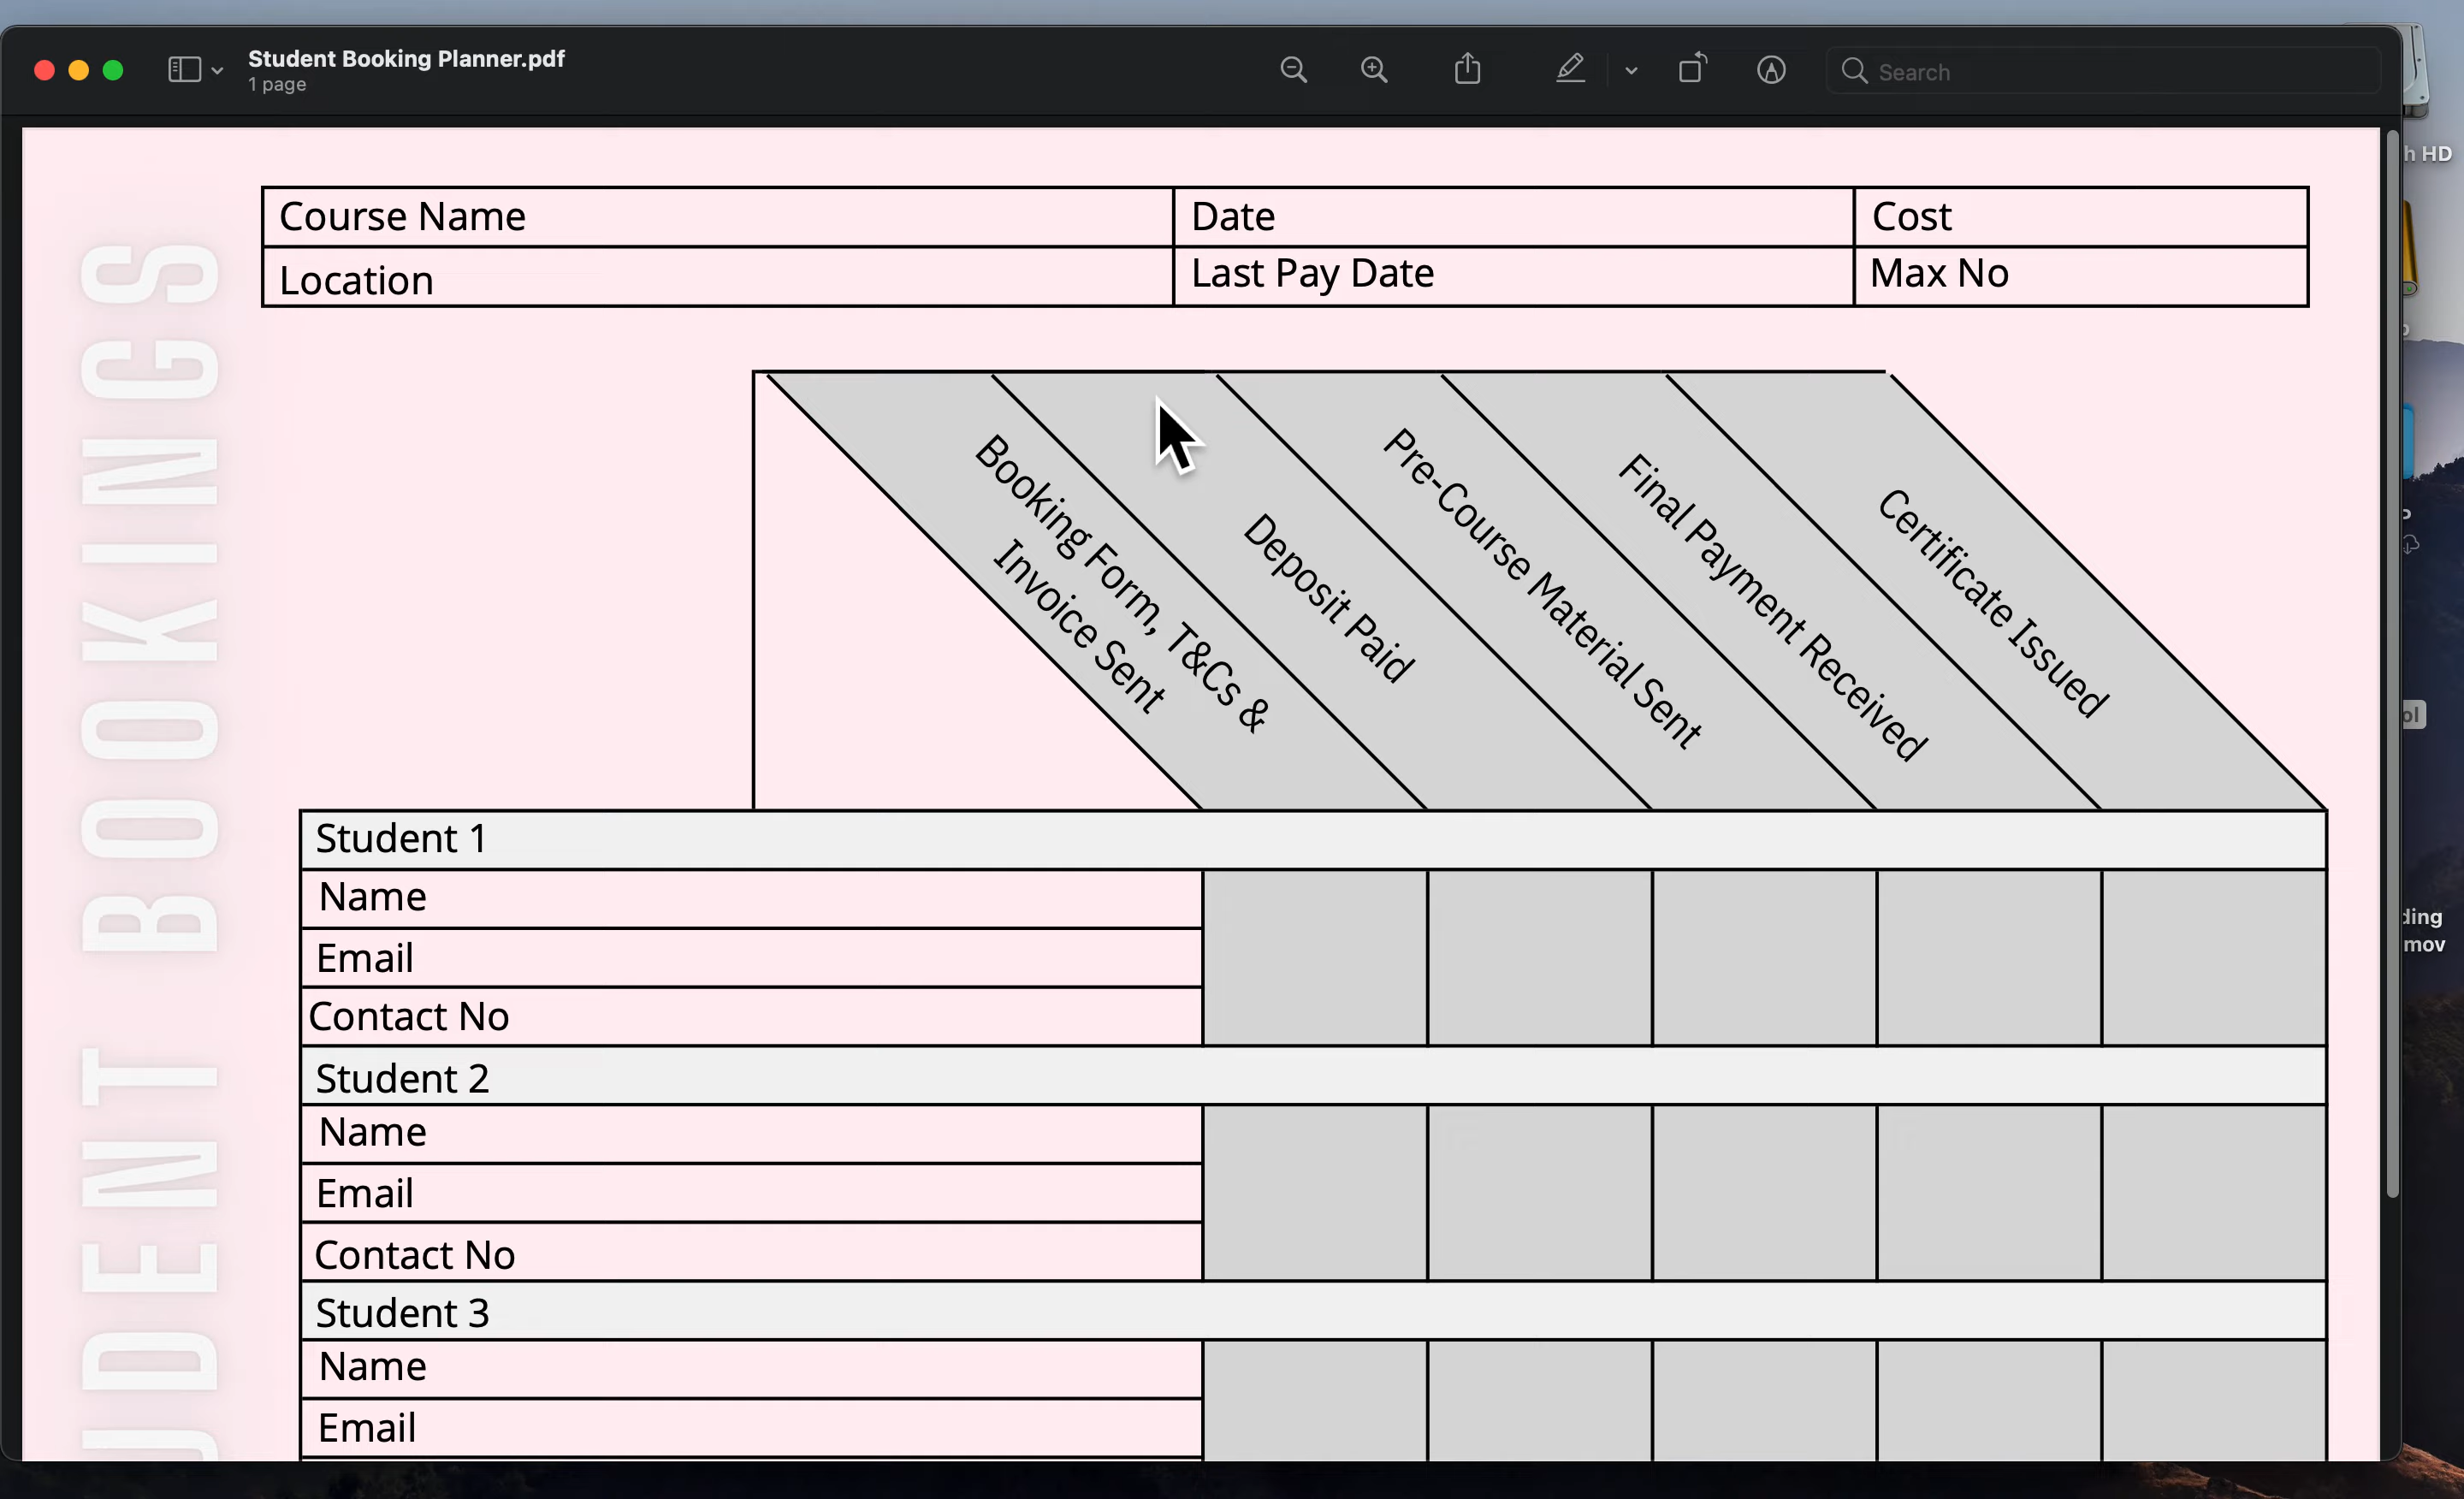 Student Booking Planner.pdf
1 page
Search
Course Name
Date
Cost
Location
Last Pay Date
Max No
Booking Form, T&Cs &
Invoice Sent
Deposit Paid
Pre-Course Material Sent
Final Payment Received
Certificate Issued
BOOKINGS
Student 1
Name
Email
Contact No
Student 2
Name
Email
Contact No
Student 3
Name
Email
HD
mov